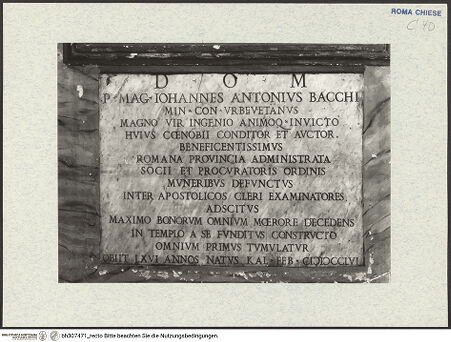 ROMA CHIESE
C 40
D O M
P · MAG · IOHANNES ANTONIVS BACCHI
MIN · CON · VRBEVETANVS
MAGNO VIR INGENIO ANIMOQ · INVICTO
HVIVS COENOBII CONDITOR ET AVCTOR
BENEFICENTISSIMVS
ROMANA PROVINCIA ADMINISTRATA
SOCII ET PROCVRATORIS ORDINIS
MVNERIBVS DEFVNCTVS
INTER APOSTOLICOS CLERI EXAMINATORES
ADSCITVS
MAXIMO BONORVM OMNIVM MOERORE DECEDENS
IN TEMPLO A SE FVNDITVS CONSTRVCTO
OMNIVM PRIMVS TVMVLATVR
OBIIT LXVI ANNOS NATVS KAL · FEB ·
bh307471_recto Bitte beachten Sie die Nutzungsbedingungen.